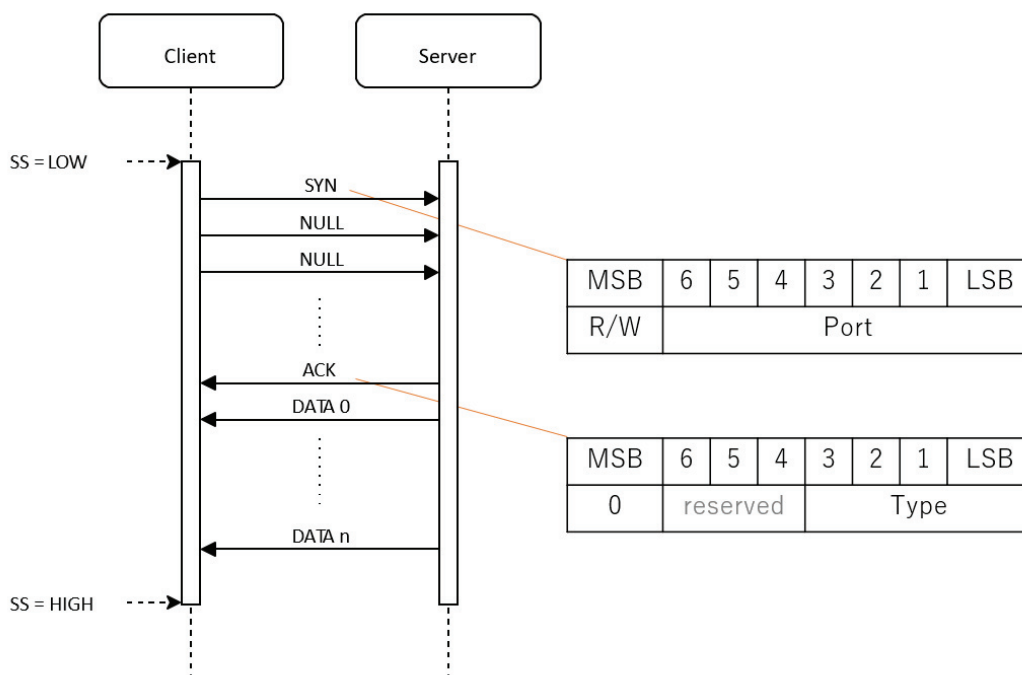 Client
Server
SS = LOW
SYN
NULL
NULL
MSB 6 5 4 3 2 1 LSB
R/W Port
ACK
DATA 0
MSB 6 5 4 3 2 1 LSB
0 reserved Type
DATA n
SS = HIGH